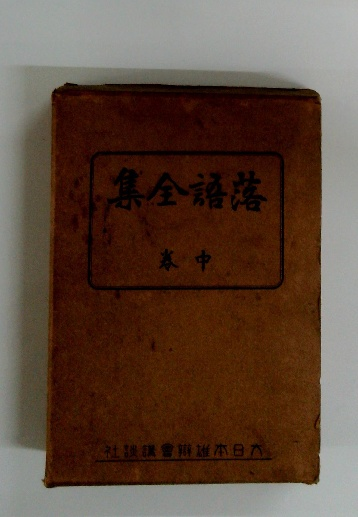 落語全集
中巻
大日本雄辯會講談社